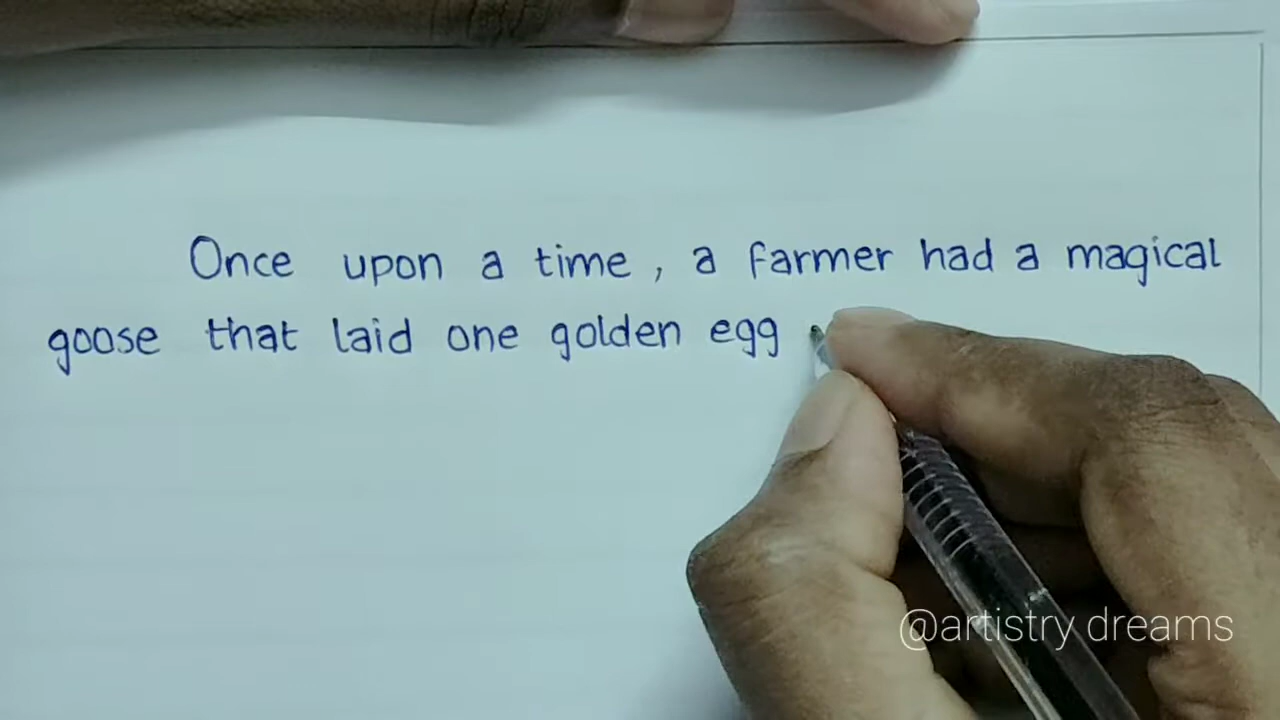 Once upon a time, a farmer had a magical
goose that laid one golden egg
@artistry dreams